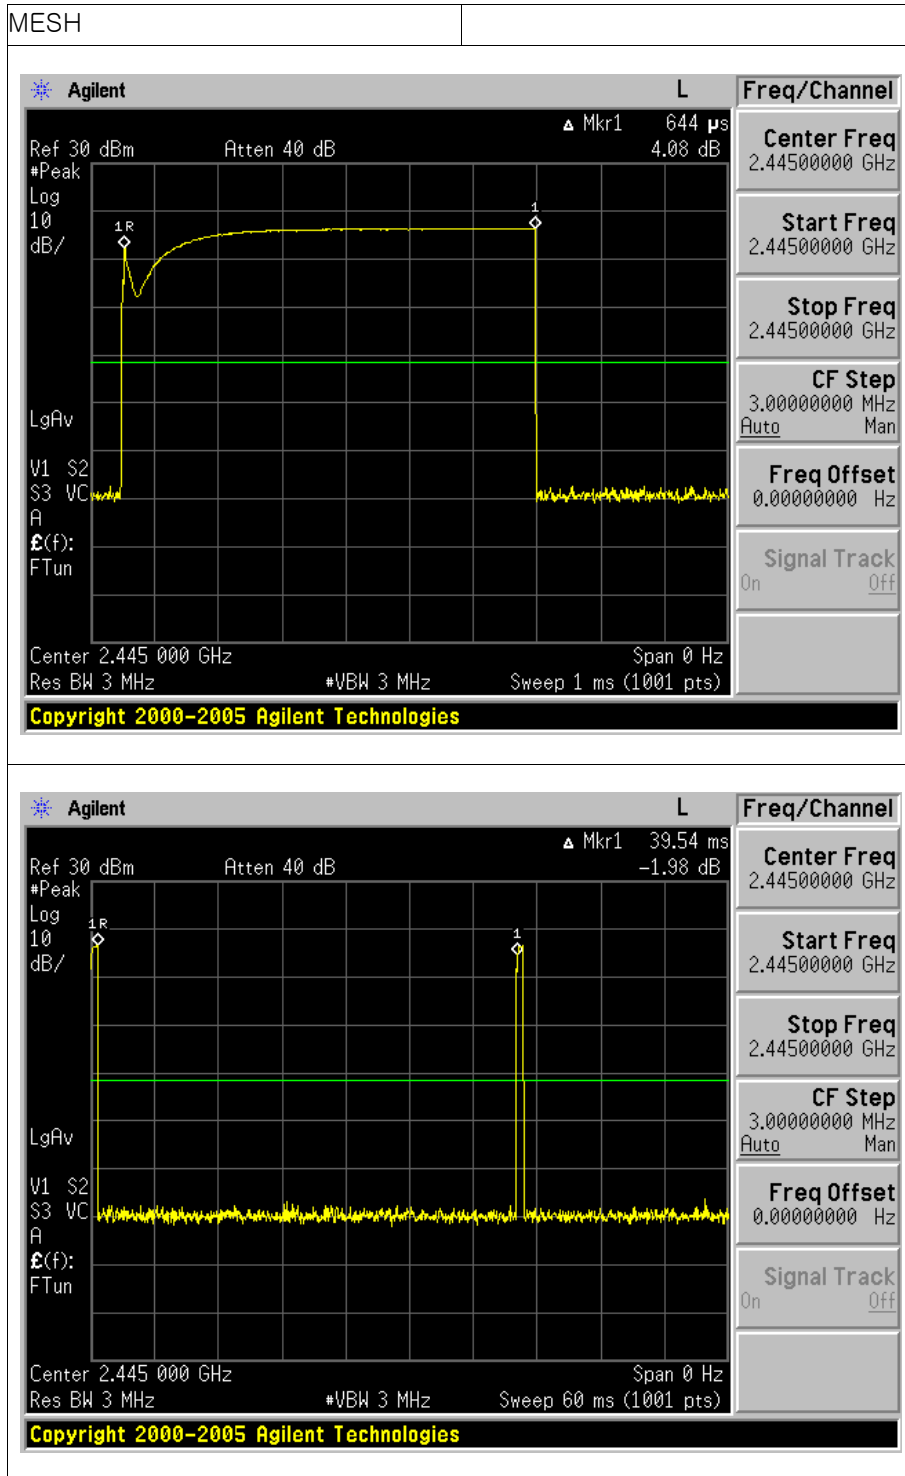 MESH
Agilent L Freq/Channel
Δ Mkr1 644 µs
Ref 30 dBm Atten 40 dB 4.08 dB
#Peak
Log
10
dB/
1R
1
LgAv
V1 S2
S3 VC
A
£(f):
FTun
Center 2.445 000 GHz Span 0 Hz
Res BW 3 MHz #VBW 3 MHz Sweep 1 ms (1001 pts)
Copyright 2000-2005 Agilent Technologies
Center Freq
2.44500000 GHz
Start Freq
2.44500000 GHz
Stop Freq
2.44500000 GHz
CF Step
3.00000000 MHz
Auto Man
Freq Offset
0.00000000 Hz
Signal Track
On Off
Agilent L Freq/Channel
Δ Mkr1 39.54 ms
Ref 30 dBm Atten 40 dB -1.98 dB
#Peak
Log
10
dB/
1R
1
LgAv
V1 S2
S3 VC
A
£(f):
FTun
Center 2.445 000 GHz Span 0 Hz
Res BW 3 MHz #VBW 3 MHz Sweep 60 ms (1001 pts)
Copyright 2000-2005 Agilent Technologies
Center Freq
2.44500000 GHz
Start Freq
2.44500000 GHz
Stop Freq
2.44500000 GHz
CF Step
3.00000000 MHz
Auto Man
Freq Offset
0.00000000 Hz
Signal Track
On Off